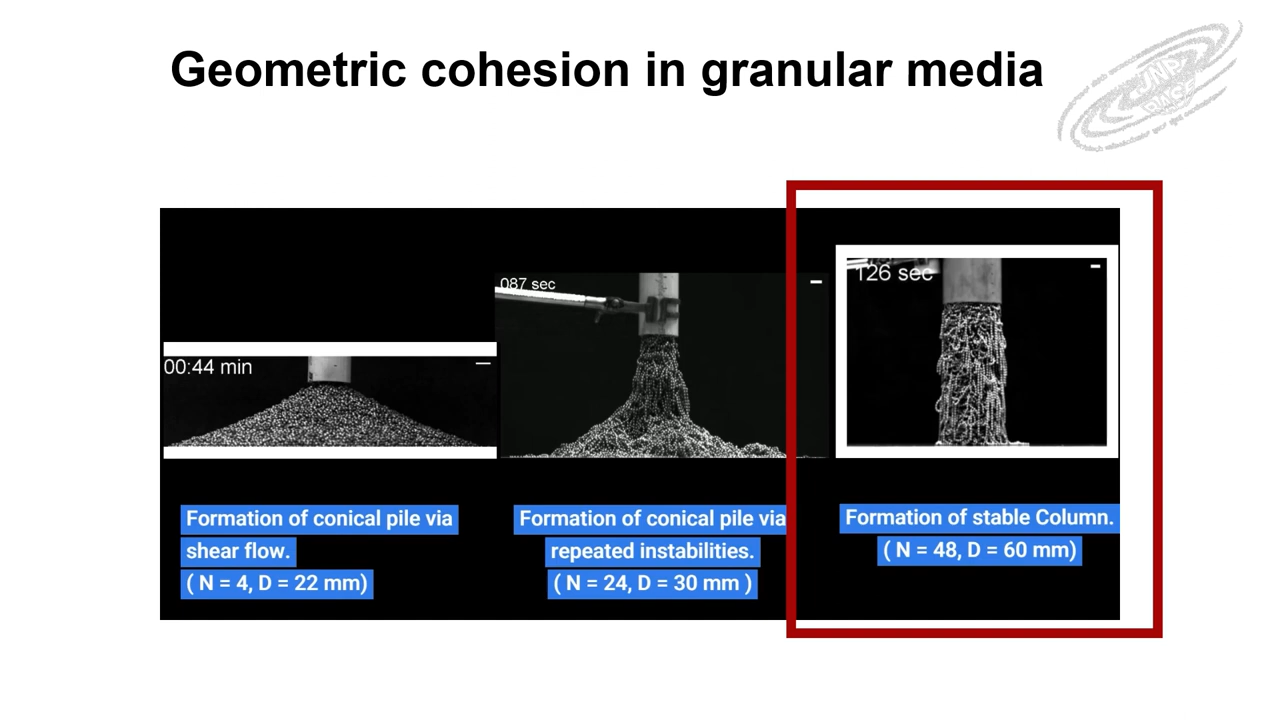 Geometric cohesion in granular media
JNP
00:44 min
087 sec
126 sec
Formation of conical pile via
shear flow.
( N = 4, D = 22 mm)
Formation of conical pile via
repeated instabilities.
( N = 24, D = 30 mm )
Formation of stable Column.
( N = 48, D = 60 mm)